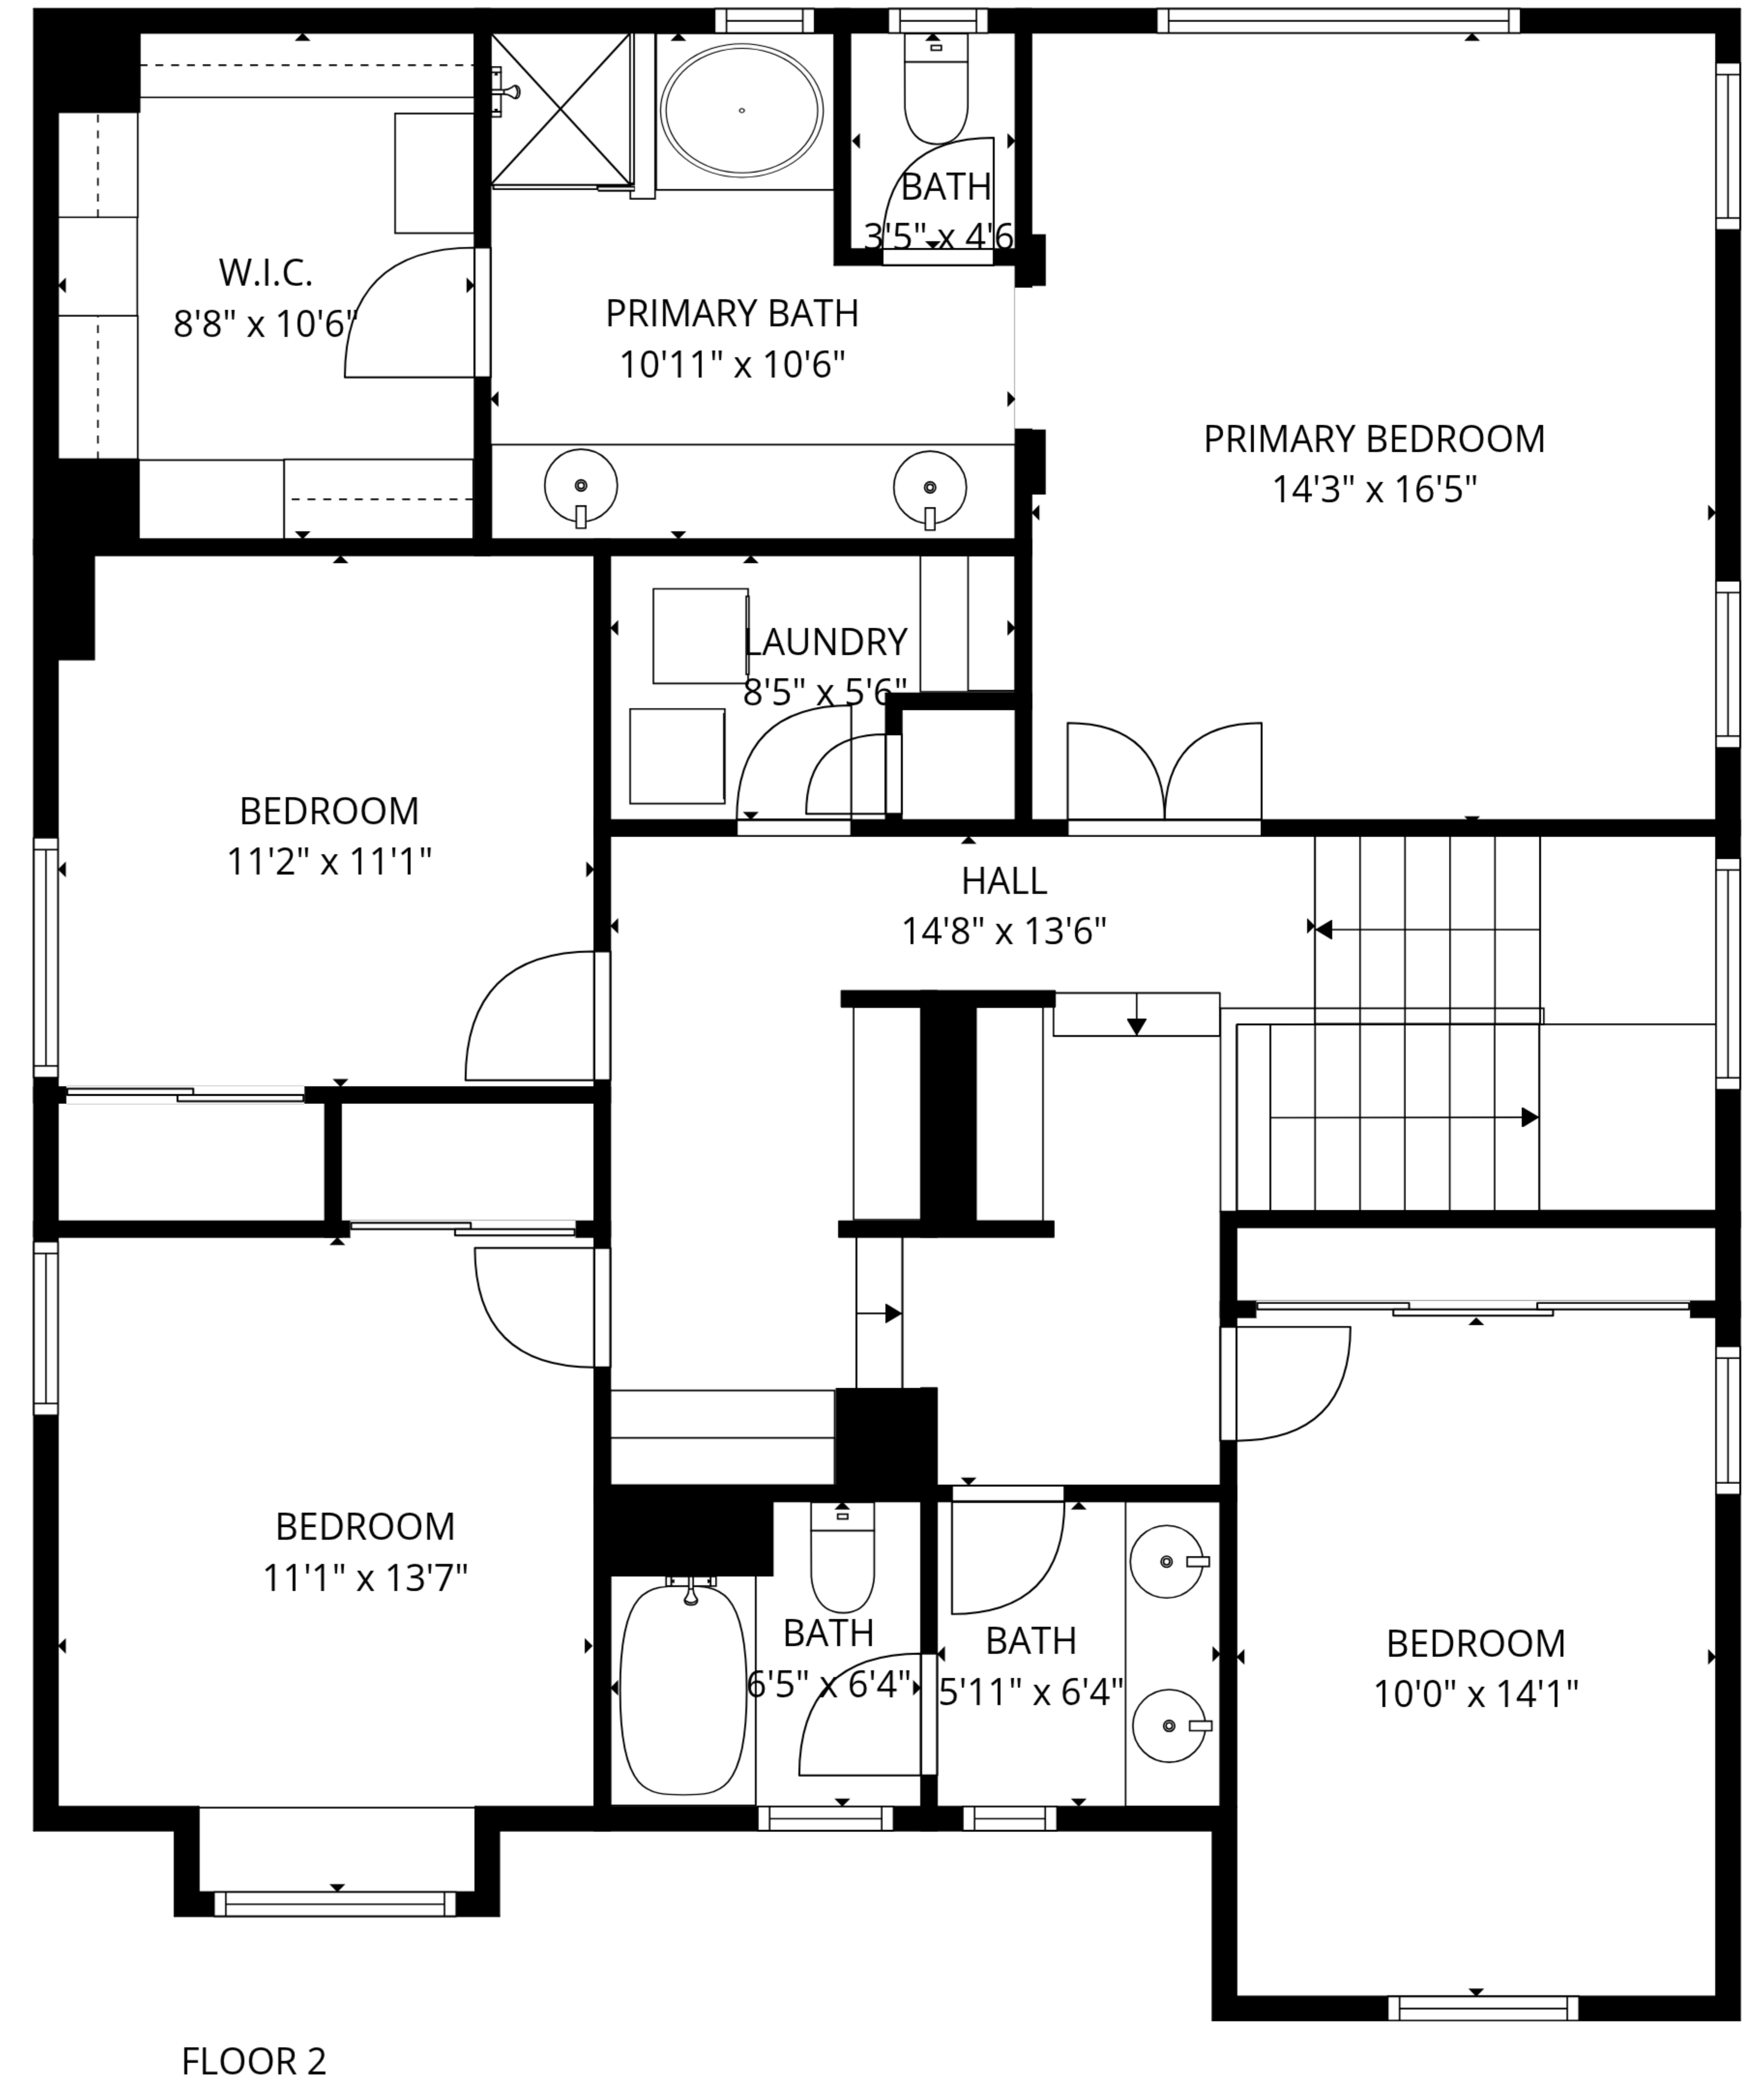 BATH
3'5" x 4'6
W.I.C.
8'8" x 10'6"
PRIMARY BATH
10'11" x 10'6"
PRIMARY BEDROOM
14'3" x 16'5"
LAUNDRY
8'5" x 5'6"
BEDROOM
11'2" x 11'1"
HALL
14'8" x 13'6"
BEDROOM
11'1" x 13'7"
BATH
6'5" x 6'4"
BATH
5'11" x 6'4"
BEDROOM
10'0" x 14'1"
FLOOR 2